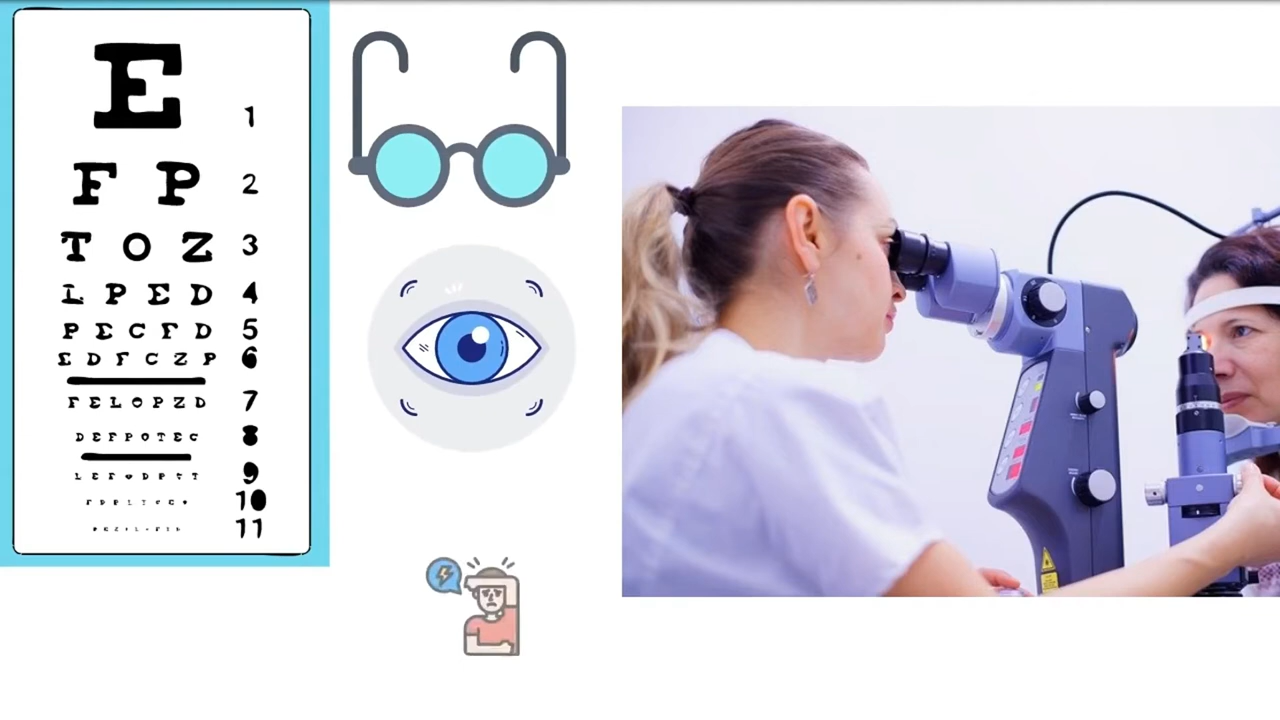 E 1
F P 2
T O Z 3
L P E D 4
P E C F D 5
E D F C Z P 6
F E L O P Z D 7
D E F P O T E C 8
9
10
11